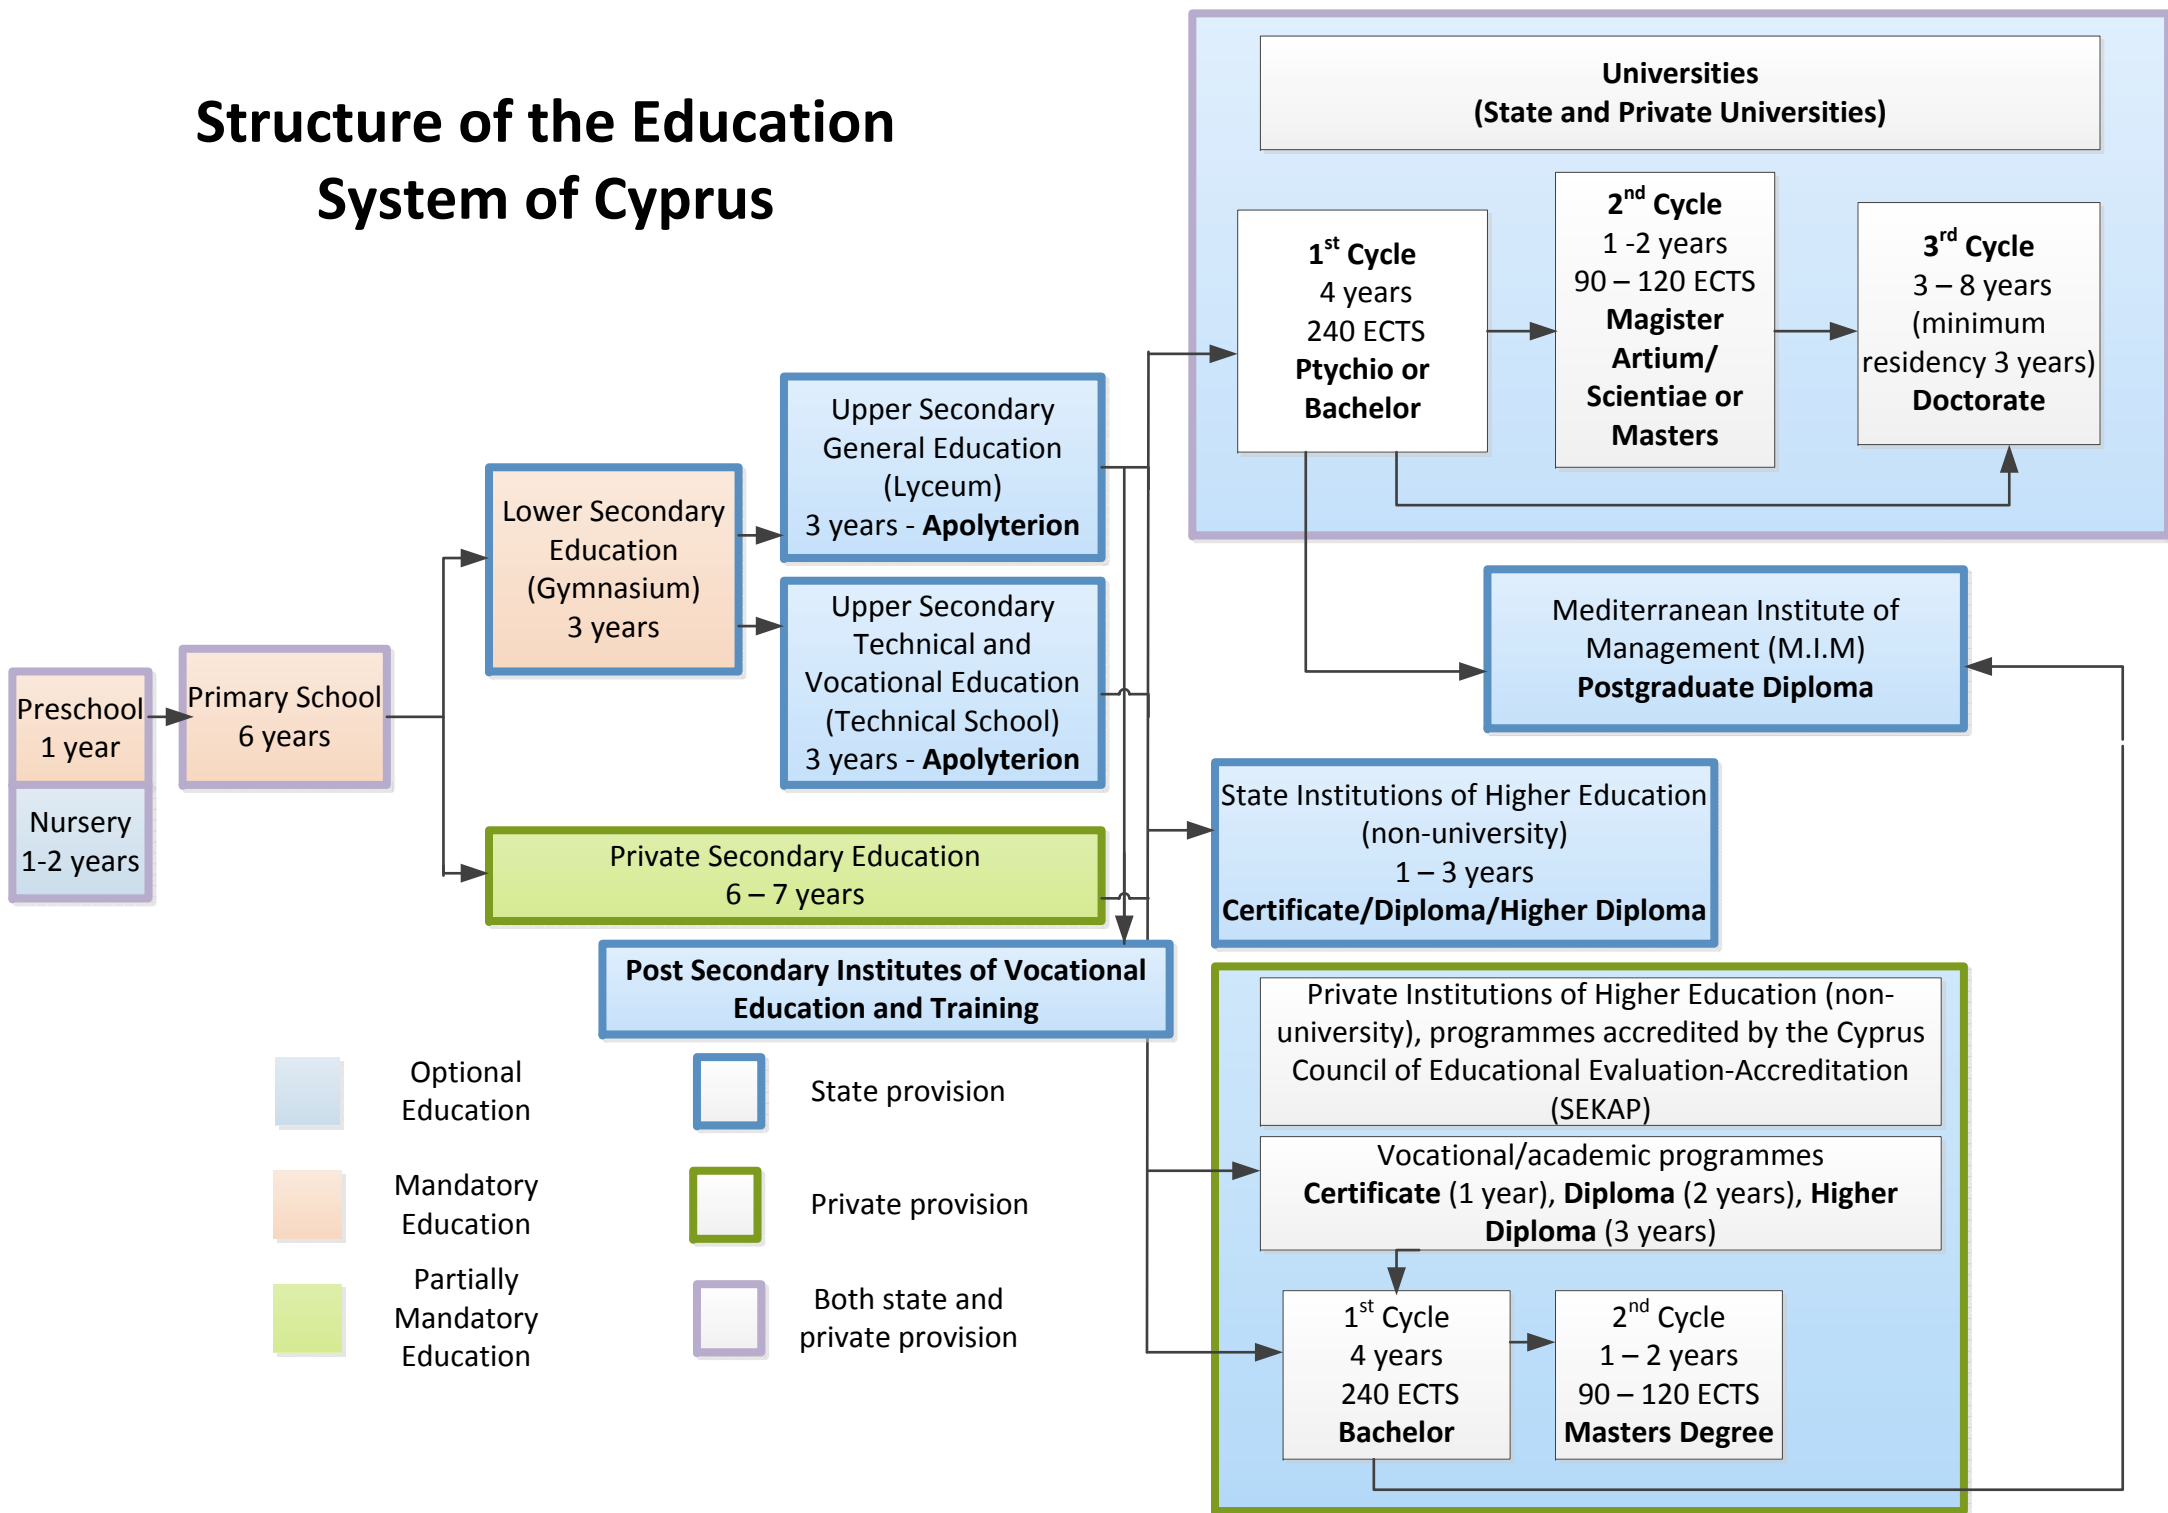 Structure of the Education
System of Cyprus
Universities
(State and Private Universities)
1st Cycle
4 years
240 ECTS
Ptychio or
Bachelor
2nd Cycle
1 -2 years
90 – 120 ECTS
Magister
Artium/
Scientiae or
Masters
3rd Cycle
3 – 8 years
(minimum
residency 3 years)
Doctorate
Upper Secondary
General Education
(Lyceum)
3 years - Apolyterion
Lower Secondary
Education
(Gymnasium)
3 years
Upper Secondary
Technical and
Vocational Education
(Technical School)
3 years - Apolyterion
Mediterranean Institute of
Management (M.I.M)
Postgraduate Diploma
Preschool
1 year
Primary School
6 years
Nursery
1-2 years
State Institutions of Higher Education
(non-university)
1 – 3 years
Certificate/Diploma/Higher Diploma
Private Secondary Education
6 – 7 years
Post Secondary Institutes of Vocational
Education and Training
Private Institutions of Higher Education (non-
university), programmes accredited by the Cyprus
Council of Educational Evaluation-Accreditation
(SEKAP)
Vocational/academic programmes
Certificate (1 year), Diploma (2 years), Higher
Diploma (3 years)
1st Cycle
4 years
240 ECTS
Bachelor
2nd Cycle
1 – 2 years
90 – 120 ECTS
Masters Degree
Optional
Education
State provision
Mandatory
Education
Private provision
Partially
Mandatory
Education
Both state and
private provision